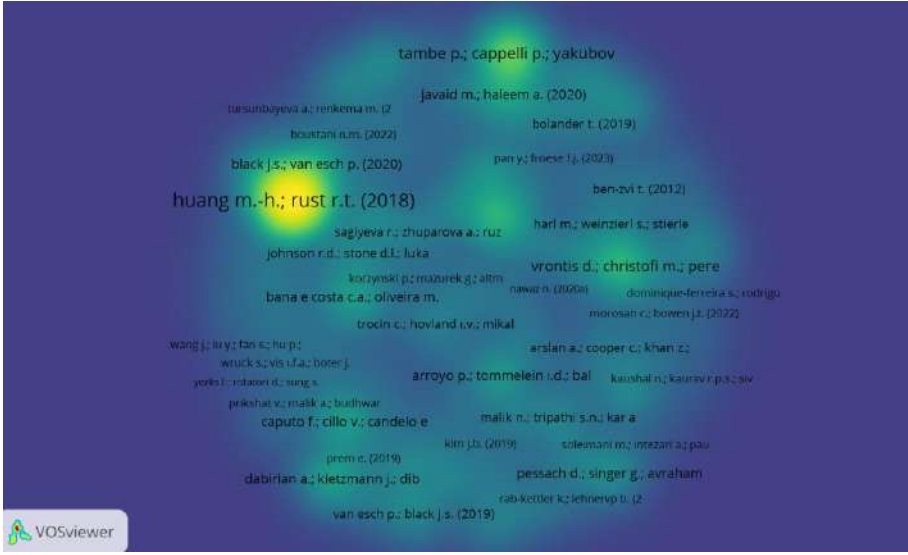 tambe p.; cappelli p.; yakubov
javaid m.; haleem a. (2020)
tursunbayeva a.; renkema m. (2
bolander t. (2019)
boustani n.m. (2022)
black j.s.; van esch p. (2020)
pan y.; froese f.j. (2023)
ben-zvi t. (2012)
huang m.-h.; rust r.t. (2018)
harl m.; weinzierl s.; stierle
sagiyeva r.; zhuparova a.; ruz
johnson r.d.; stone d.l.; luka
vrontis d.; christofi m.; pere
korzynski p.; mazurek g.; altm
nawaz n. (2020a)
dominique-ferreira s.; rodrigu
bana e costa c.a.; oliveira m.
morosan c.; bowen j.t. (2022)
trocin c.; hovland i.v.; mikal
wang j.; lu y.; fan s.; hu p.;
arslan a.; cooper c.; khan z.;
wruck s.; vis i.f.a.; boter j.
arroyo p.; tommelein i.d.; bal
kaushal n.; kaurav r.p.s.; siv
sung s.
prikshat v.; malik a.; budhwar
caputo f.; cillo v.; candelo e
malik n.; tripathi s.n.; kar a
kim j.b. (2019)
soleimani m.; intezari a.; pau
prem e. (2019)
dabirian a.; kietzmann j.; dib
pessach d.; singer g.; avraham
rab-kettler k.; lehnervp b. (2
van esch p.; black j.s. (2019)
VOSviewer